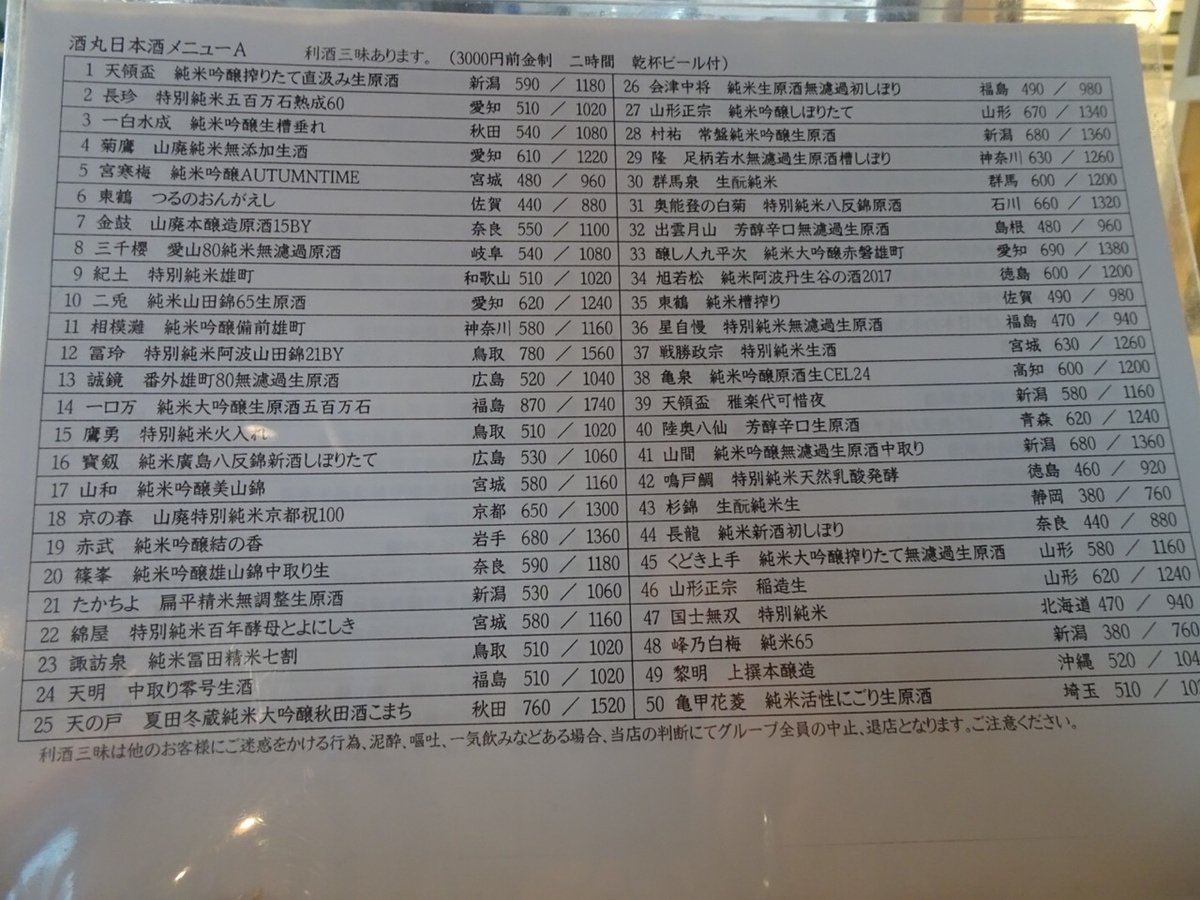 酒丸日本酒メニューA 利酒三昧あります。(3000円前金制 二時間 乾杯ビール付)
1 天領盃 純米吟醸搾りたて直汲み生原酒 新潟 590 / 1180
2 長珍 特別純米五百万石熟成60 愛知 510 / 1020
3 一白水成 純米吟醸生槽垂れ 秋田 540 / 1080
4 菊鷹 山廃純米無添加生酒 愛知 610 / 1220
5 宮寒梅 純米吟醸AUTUMNTIME 宮城 480 / 960
6 東鶴 つるのおんがえし 佐賀 440 / 880
7 金鼓 山廃本醸造原酒15BY 奈良 550 / 1100
8 三千櫻 愛山80純米無濾過原酒 岐阜 540 / 1080
9 紀土 特別純米雄町 和歌山 510 / 1020
10 二兎 純米山田錦65生原酒 愛知 620 / 1240
11 相模灘 純米吟醸備前雄町 神奈川 580 / 1160
12 冨玲 特別純米阿波山田錦21BY 鳥取 780 / 1560
13 誠鏡 番外雄町80無濾過生原酒 広島 520 / 1040
14 一口万 純米大吟醸生原酒五百万石 福島 870 / 1740
15 鷹勇 特別純米火入れ 鳥取 510 / 1020
16 寶剱 純米廣島八反錦新酒しぼりたて 広島 530 / 1060
17 山和 純米吟醸美山錦 宮城 580 / 1160
18 京の春 山廃特別純米京都祝100 京都 650 / 1300
19 赤武 純米吟醸結の香 岩手 680 / 1360
20 篠峯 純米吟醸雄山錦中取り生 奈良 590 / 1180
21 たかちよ 扁平精米無調整生原酒 新潟 530 / 1060
22 綿屋 特別純米百年酵母とよにしき 宮城 580 / 1160
23 諏訪泉 純米冨田精米七割 鳥取 510 / 1020
24 天明 中取り零号生酒 福島 510 / 1020
25 天の戸 夏田冬蔵純米大吟醸秋田酒こまち 秋田 760 / 1520
26 会津中将 純米生原酒無濾過初しぼり 福島 490 / 980
27 山形正宗 純米吟醸しぼりたて 山形 670 / 1340
28 村祐 常盤純米吟醸生原酒 新潟 680 / 1360
29 隆 足柄若水無濾過生原酒槽しぼり 神奈川 630 / 1260
30 群馬泉 生酛純米 群馬 600 / 1200
31 奥能登の白菊 特別純米八反錦原酒 石川 660 / 1320
32 出雲月山 芳醇辛口無濾過生原酒 島根 480 / 960
33 醸し人九平次 純米大吟醸赤磐雄町 愛知 690 / 1380
34 旭若松 純米阿波丹生谷の酒2017 徳島 600 / 1200
35 東鶴 純米槽搾り 佐賀 490 / 980
36 星自慢 特別純米無濾過生原酒 福島 470 / 940
37 戦勝政宗 特別純米生酒 宮城 630 / 1260
38 亀泉 純米吟醸原酒生CEL24 高知 600 / 1200
39 天領盃 雅楽代可惜夜 新潟 580 / 1160
40 陸奥八仙 芳醇辛口生原酒 青森 620 / 1240
41 山間 純米吟醸無濾過生原酒中取り 新潟 680 / 1360
42 鳴戸鯛 特別純米天然乳酸発酵 徳島 460 / 920
43 杉錦 生酛純米生 静岡 380 / 760
44 長龍 純米新酒初しぼり 奈良 440 / 880
45 くどき上手 純米大吟醸搾りたて無濾過生原酒 山形 580 / 1160
46 山形正宗 稲造生 山形 620 / 1240
47 国士無双 特別純米 北海道 470 / 940
48 峰乃白梅 純米65 新潟 380 / 760
49 黎明 上撰本醸造 沖縄 520 / 104
50 亀甲花菱 純米活性にごり生原酒 埼玉 510 / 10
利酒三昧は他のお客様にご迷惑をかける行為、泥酔、嘔吐、一気飲みなどある場合、当店の判断にてグループ全員の中止、退店となります。ご注意ください。